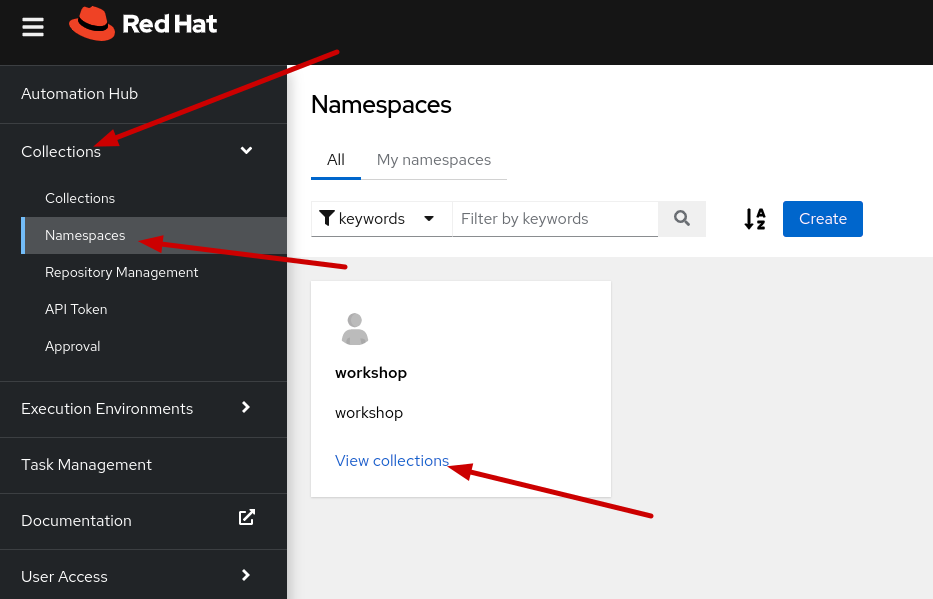 Red Hat
Automation Hub
Collections
Collections
Namespaces
Repository Management
API Token
Approval
Execution Environments
Task Management
Documentation
User Access
Namespaces
All My namespaces
keywords Filter by keywords A Z Create
workshop
workshop
View collections